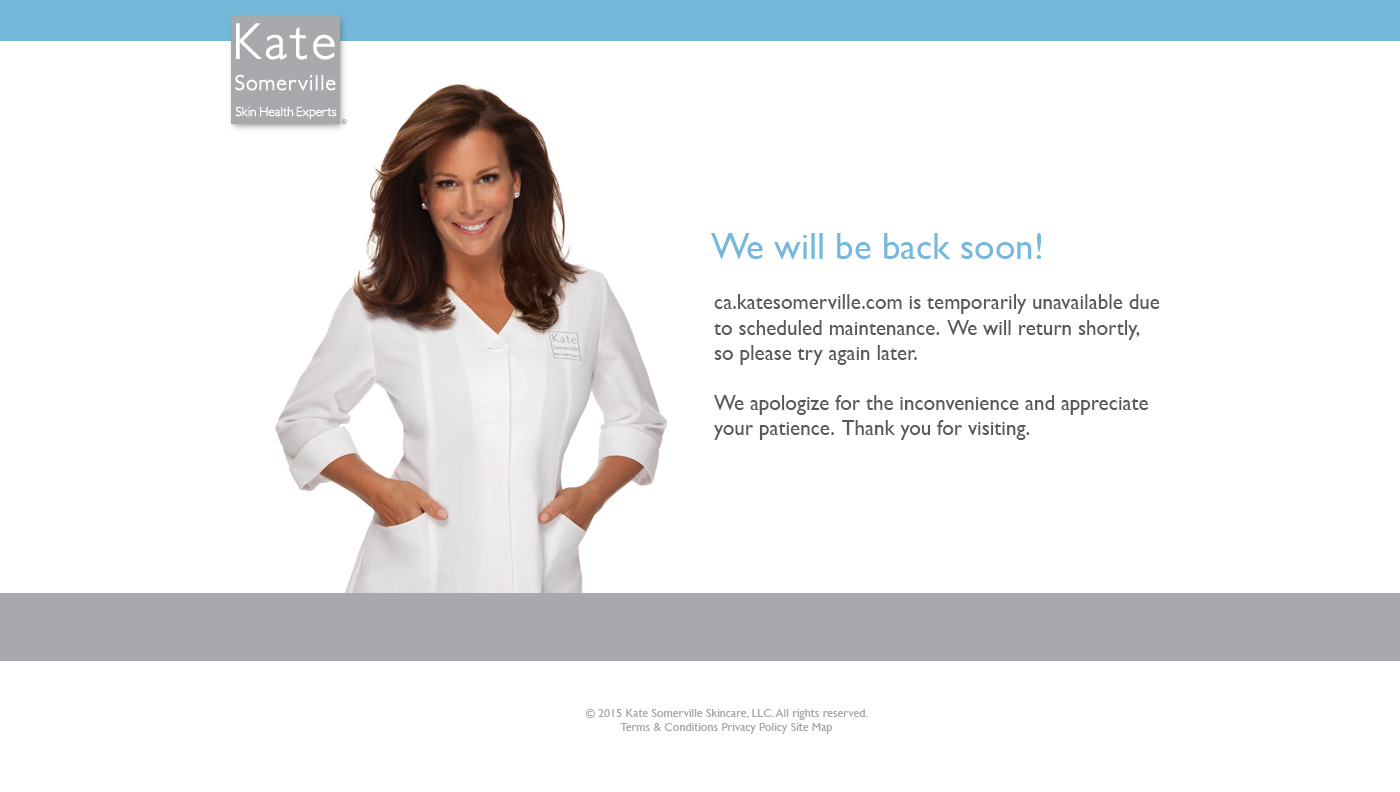 Kate
Somerville
Skin Health Experts
®
Kate
Somerville
We will be back soon!
ca.katesomerville.com is temporarily unavailable due
to scheduled maintenance. We will return shortly,
so please try again later.
We apologize for the inconvenience and appreciate
your patience. Thank you for visiting.
© 2015 Kate Somerville Skincare, LLC. All rights reserved.
Terms & Conditions Privacy Policy Site Map